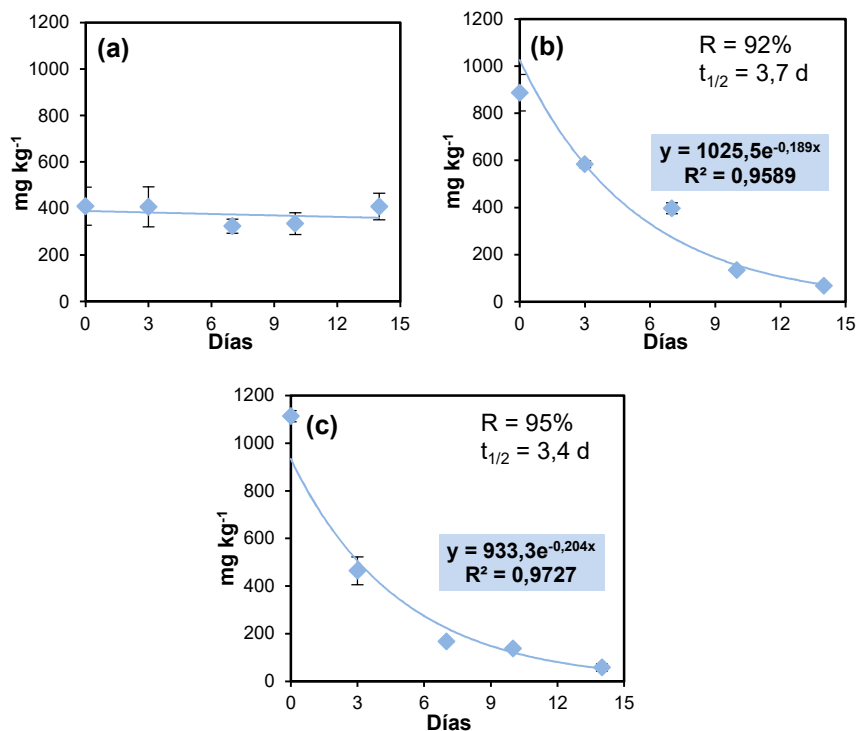 (a)
mg kg⁻¹
1200
1000
800
600
400
200
0
0 3 6 9 12 15
Días
(b)
R = 92%
t₁/₂ = 3,7 d
y = 1025,5e⁻⁰,¹⁸⁹ˣ
R² = 0,9589
mg kg⁻¹
1200
1000
800
600
400
200
0
0 3 6 9 12 15
Días
(c)
R = 95%
t₁/₂ = 3,4 d
y = 933,3e⁻⁰,²⁰⁴ˣ
R² = 0,9727
mg kg⁻¹
1200
1000
800
600
400
200
0
0 3 6 9 12 15
Días